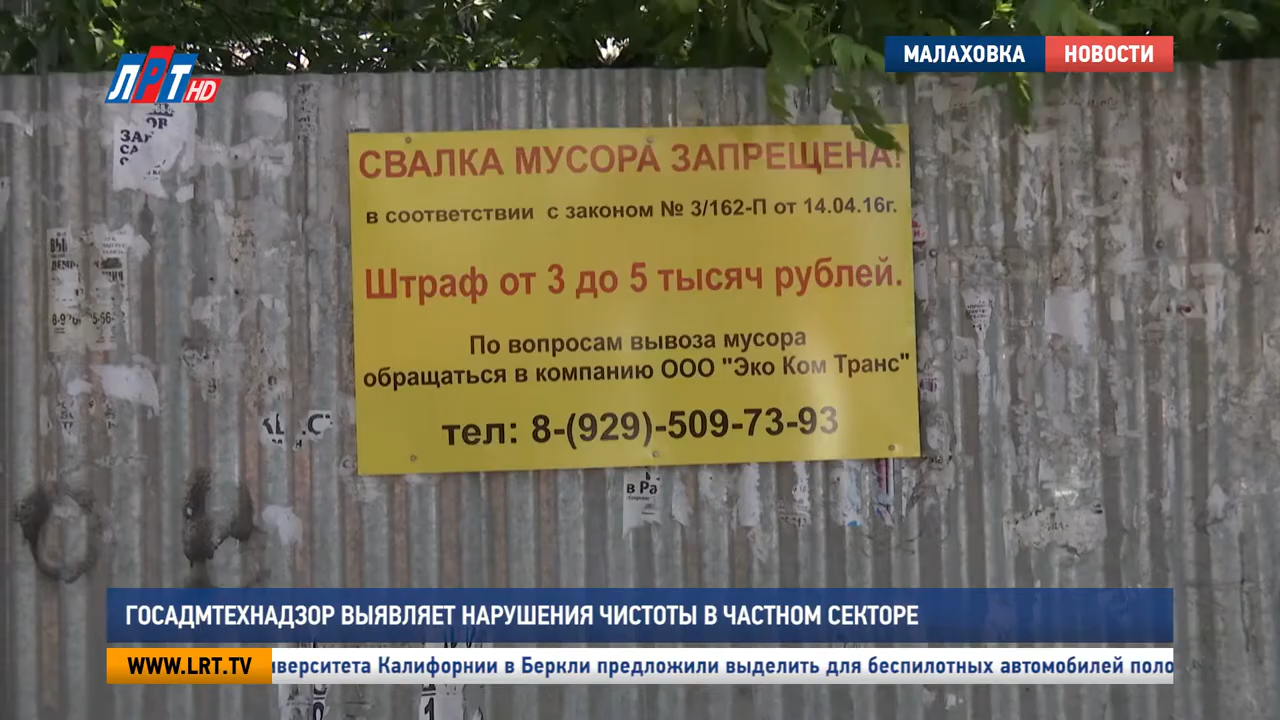 ЛРТ HD
МАЛАХОВКА НОВОСТИ
СВАЛКА МУСОРА ЗАПРЕЩЕНА!
в соответствии с законом № 3/162-П от 14.04.16г.
Штраф от 3 до 5 тысяч рублей.
По вопросам вывоза мусора
обращаться в компанию ООО "Эко Ком Транс"
тел: 8-(929)-509-73-93
в Ра
ГОСАДМТЕХНАДЗОР ВЫЯВЛЯЕТ НАРУШЕНИЯ ЧИСТОТЫ В ЧАСТНОМ СЕКТОРЕ
WWW.LRT.TV иверситета Калифорнии в Беркли предложили выделить для беспилотных автомобилей поло